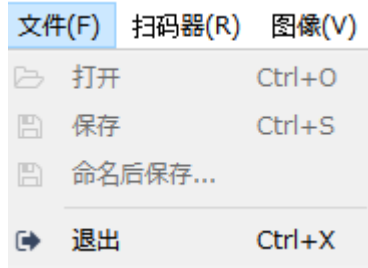 文件(F) 扫码器(R) 图像(V)
打开 Ctrl+O
保存 Ctrl+S
命名后保存...
退出 Ctrl+X